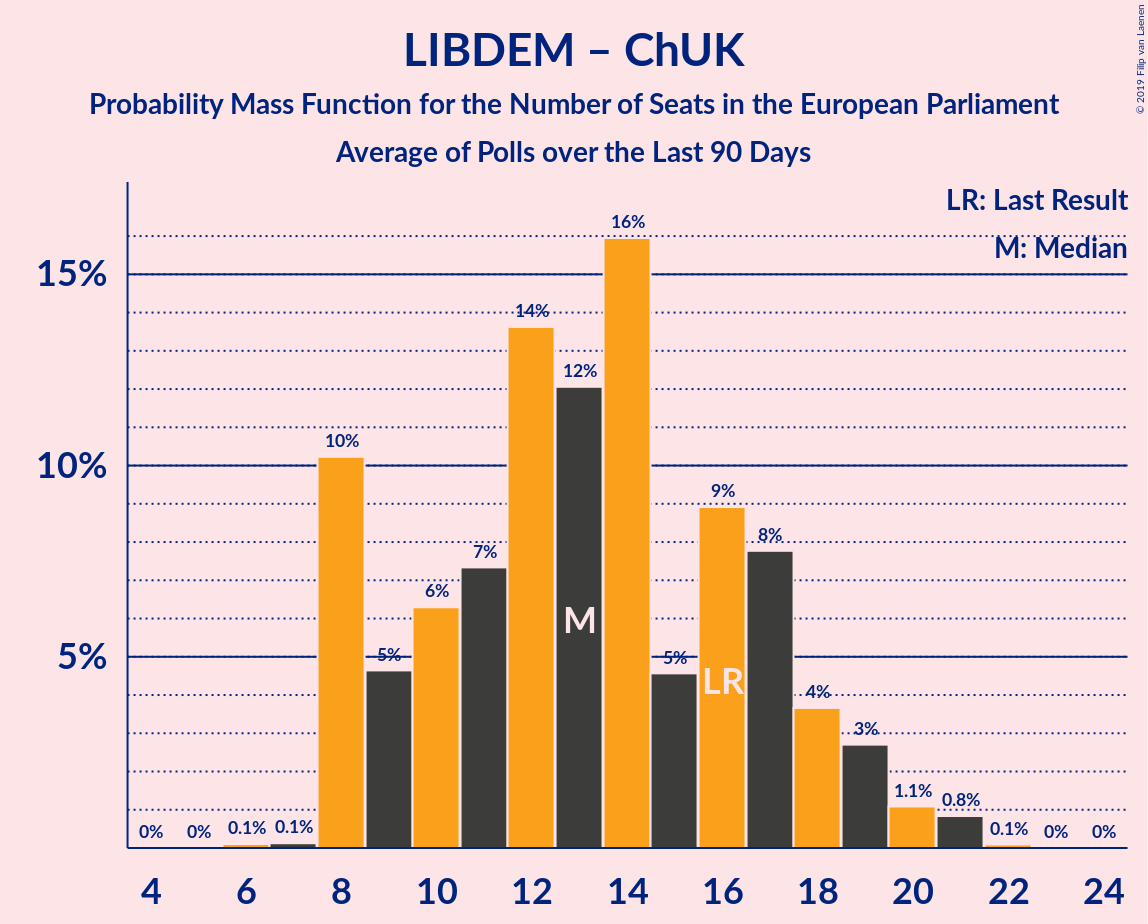 LIBDEM – ChUK
Probability Mass Function for the Number of Seats in the European Parliament
Average of Polls over the Last 90 Days
© 2019 Filip van Laenen
LR: Last Result
M: Median
16%
15%
14%
12%
10%
10%
9%
8%
7%
6%
M
5%
5%
5%
LR
4%
3%
1.1%
0.8%
0% 0% 0.1% 0.1% 0.1% 0% 0%
4 6 8 10 12 14 16 18 20 22 24